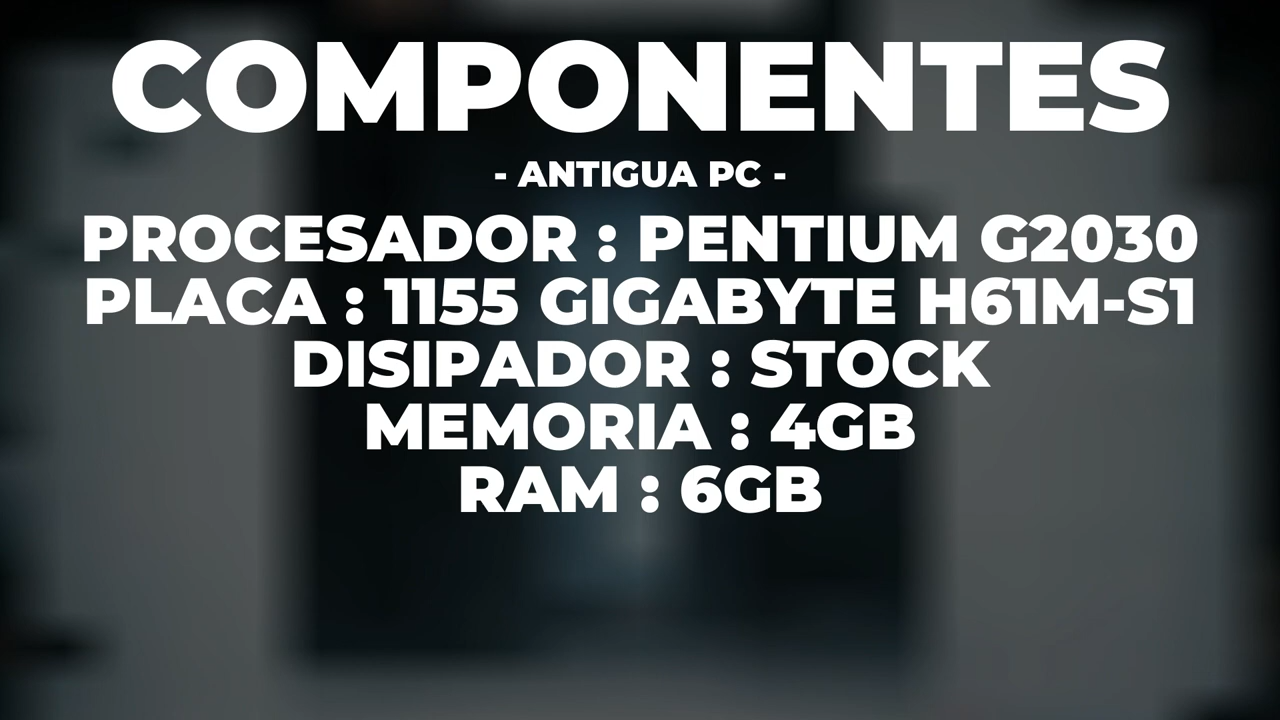 COMPONENTES
- ANTIGUA PC -
PROCESADOR : PENTIUM G2030
PLACA : 1155 GIGABYTE H61M-S1
DISIPADOR : STOCK
MEMORIA : 4GB
RAM : 6GB